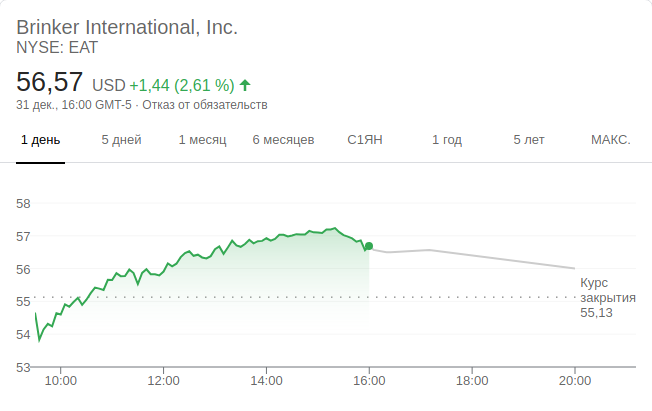 Brinker International, Inc.
NYSE: EAT
56,57 USD +1,44 (2,61 %)
31 дек., 16:00 GMT-5 · Отказ от обязательств
1 день 5 дней 1 месяц 6 месяцев С1ЯН 1 год 5 лет МАКС.
58
57
56
55
54
53
Курс
закрытия
55,13
10:00 12:00 14:00 16:00 18:00 20:00